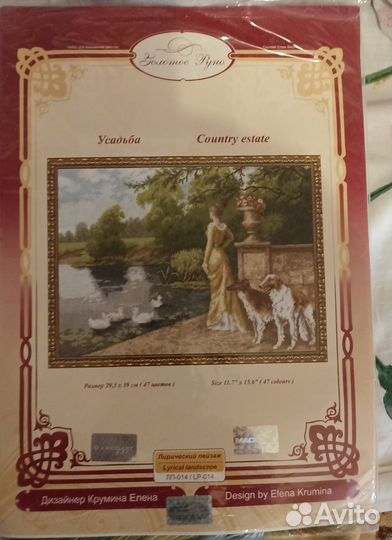 Золотое Руно
Усадьба Country estate
Размер 29,8 x 39 см ( 47 цветов ) Size 11.7" x 15.6" ( 47 colours )
Лирический пейзаж
Lyrical landscape
ЛП-014 / LP-014
Дизайнер Крумина Елена Design by Elena Krumina
Avito